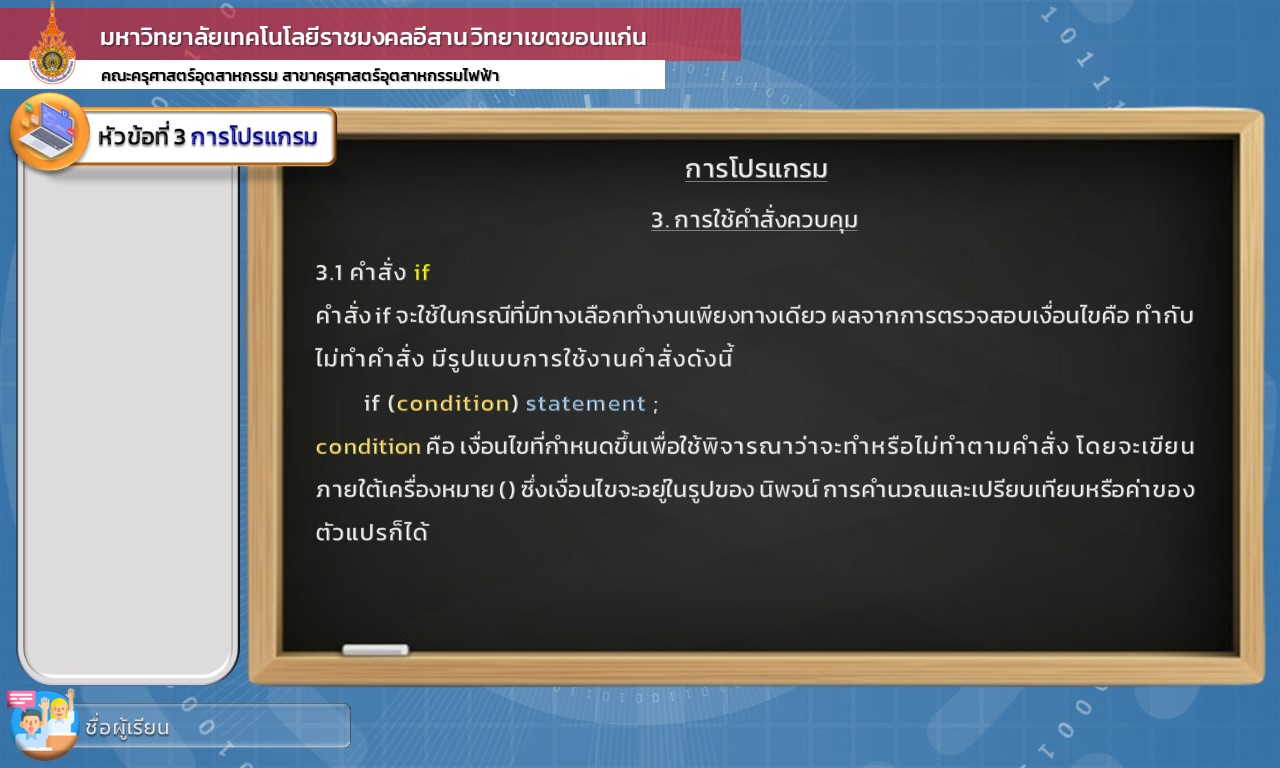 มหาวิทยาลัยเทคโนโลยีราชมงคลอีสาน วิทยาเขตขอนแก่น
คณะครุศาสตร์อุตสาหกรรม สาขาครุศาสตร์อุตสาหกรรมไฟฟ้า
หัวข้อที่ 3 การโปรแกรม
การโปรแกรม
3. การใช้คำสั่งควบคุม
3.1 คำสั่ง if
คำสั่ง if จะใช้ในกรณีที่มีทางเลือกทำงานเพียงทางเดียว ผลจากการตรวจสอบเงื่อนไขคือ ทำกับ
ไม่ทำคำสั่ง มีรูปแบบการใช้งานคำสั่งดังนี้
if (condition) statement ;
condition คือ เงื่อนไขที่กำหนดขึ้นเพื่อใช้พิจารณาว่าจะทำหรือไม่ทำตามคำสั่ง โดยจะเขียน
ภายใต้เครื่องหมาย () ซึ่งเงื่อนไขจะอยู่ในรูปของ นิพจน์ การคำนวณและเปรียบเทียบหรือค่าของ
ตัวแปรก็ได้
ชื่อผู้เรียน